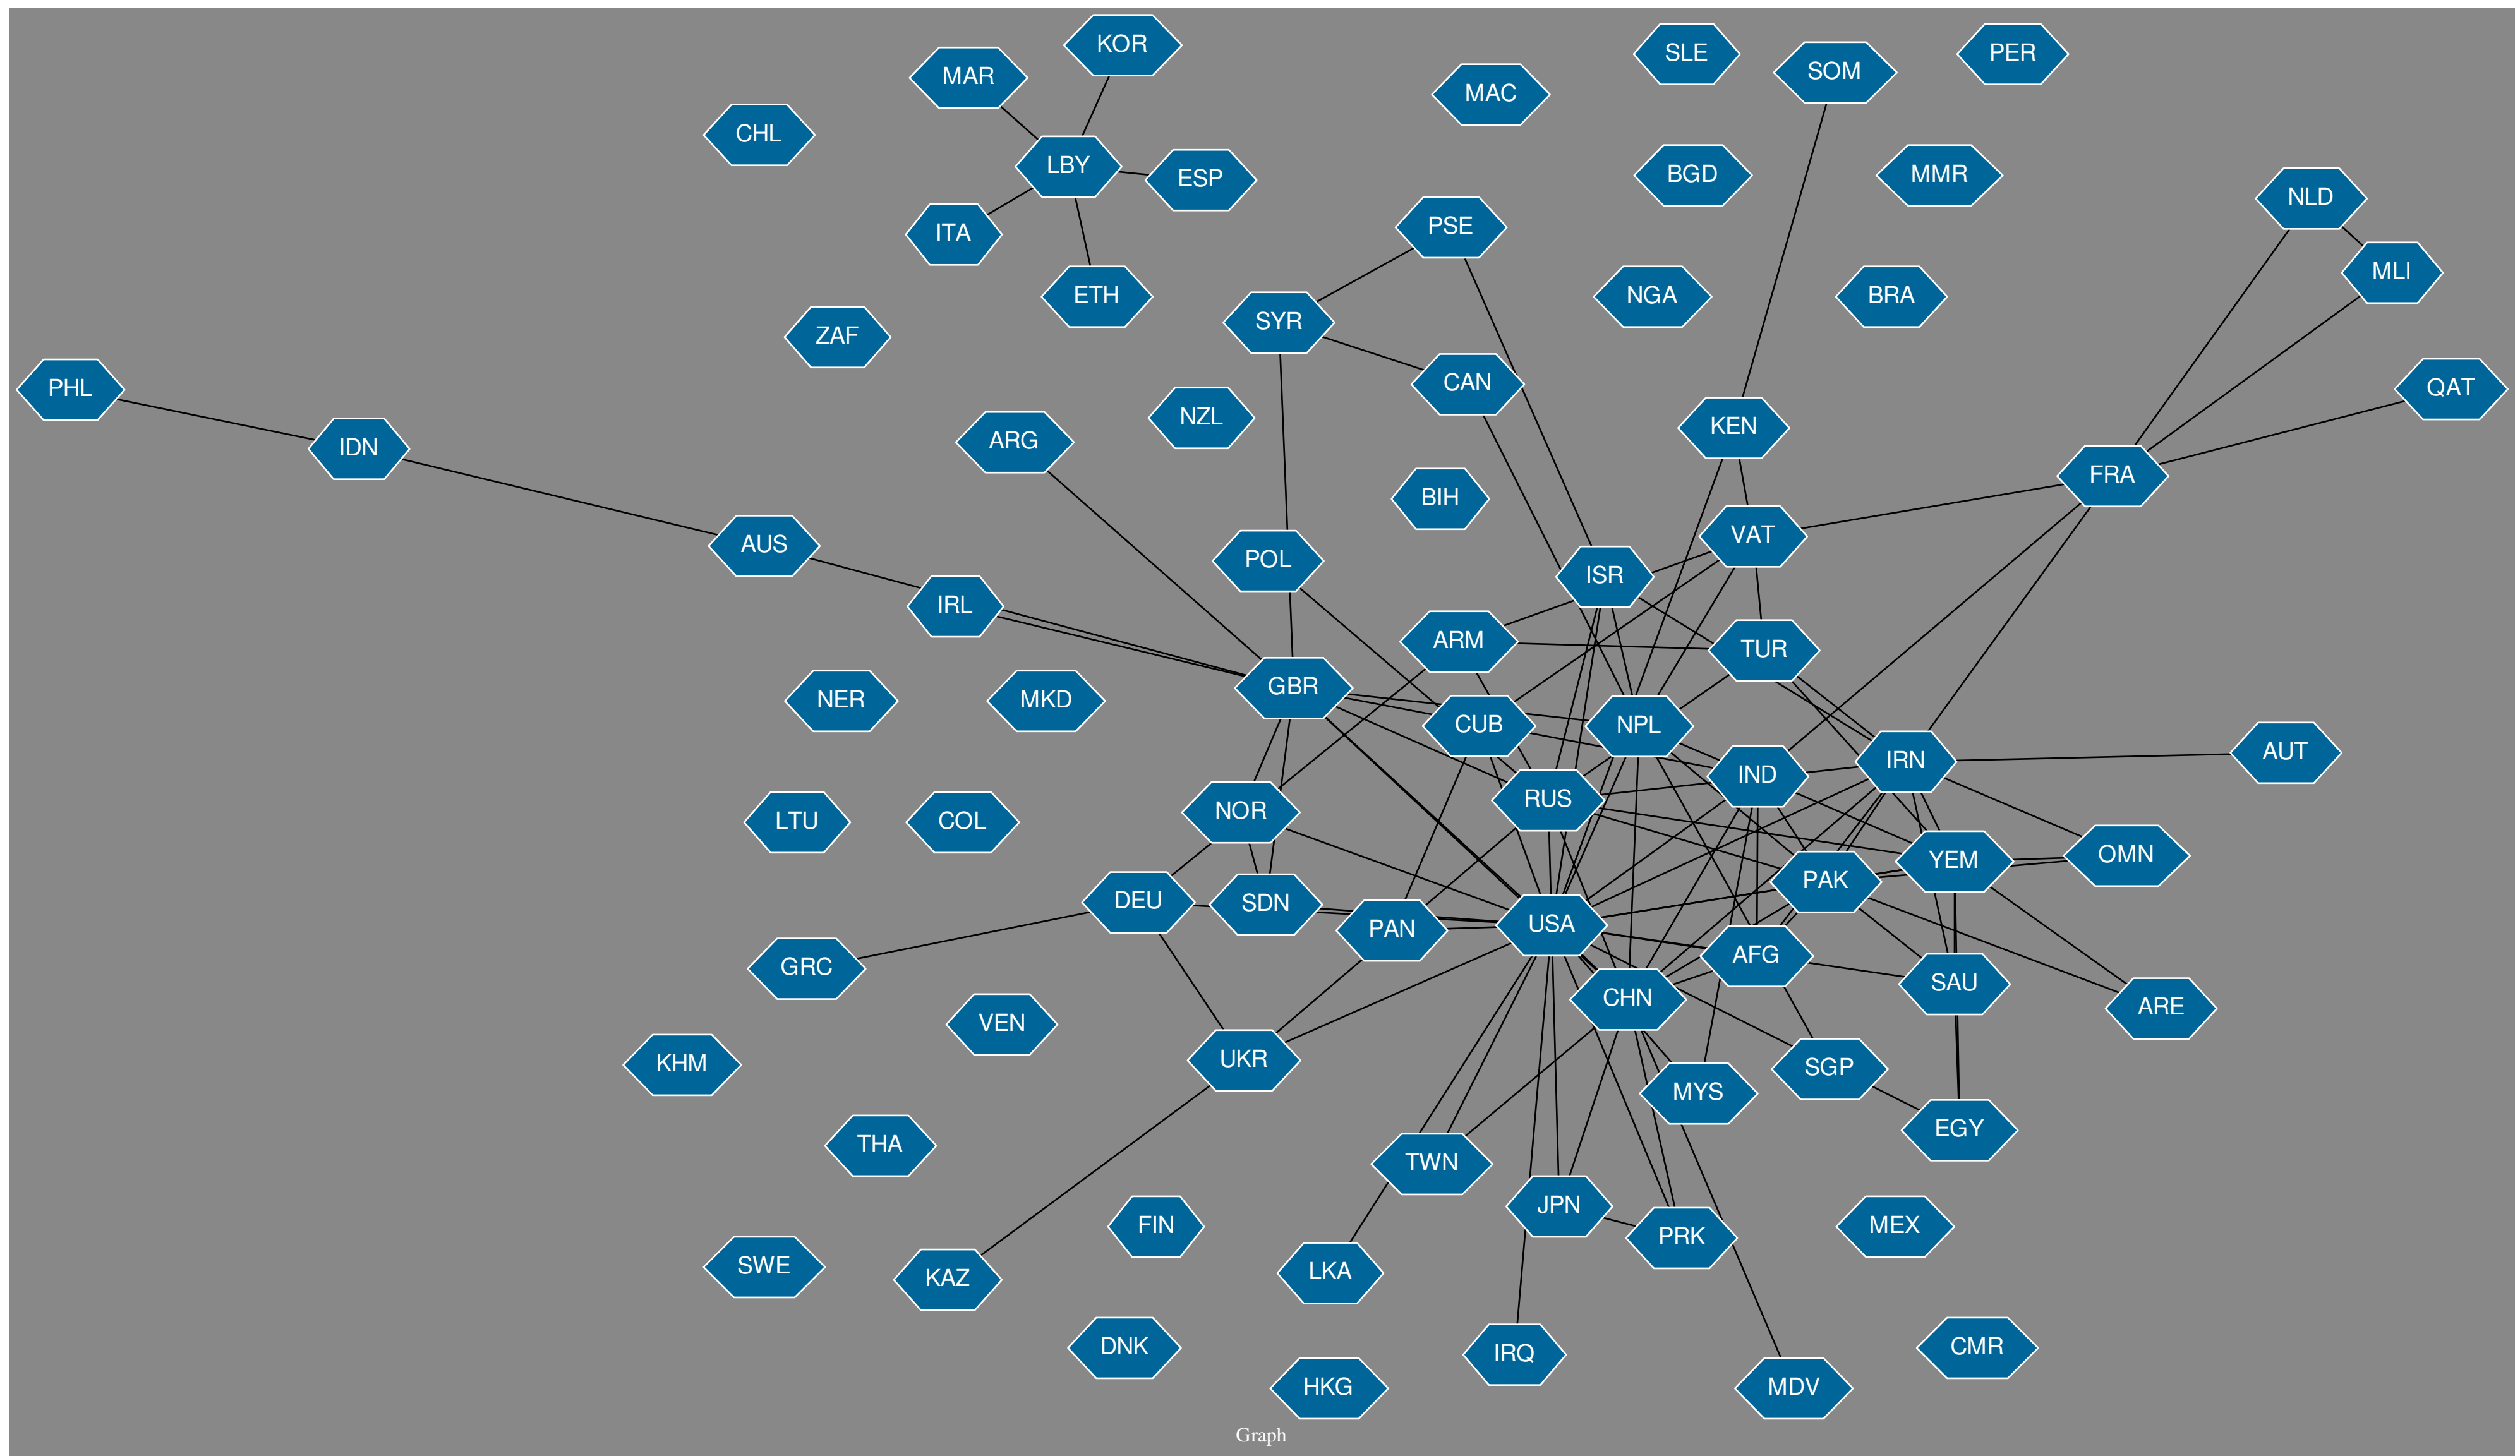 KOR
SLE
PER
SOM
MAR
MAC
CHL
LBY
ESP
BGD
MMR
NLD
PSE
ITA
MLI
ETH
NGA
BRA
SYR
ZAF
CAN
PHL
QAT
NZL
KEN
ARG
IDN
FRA
BIH
VAT
AUS
POL
ISR
IRL
ARM
TUR
GBR
NER
MKD
CUB
NPL
AUT
IRN
IND
RUS
NOR
LTU
COL
OMN
YEM
PAK
DEU
SDN
USA
PAN
AFG
GRC
SAU
CHN
ARE
VEN
UKR
KHM
SGP
MYS
EGY
THA
TWN
JPN
FIN
MEX
PRK
SWE
LKA
KAZ
DNK
CMR
IRQ
HKG
MDV
Graph